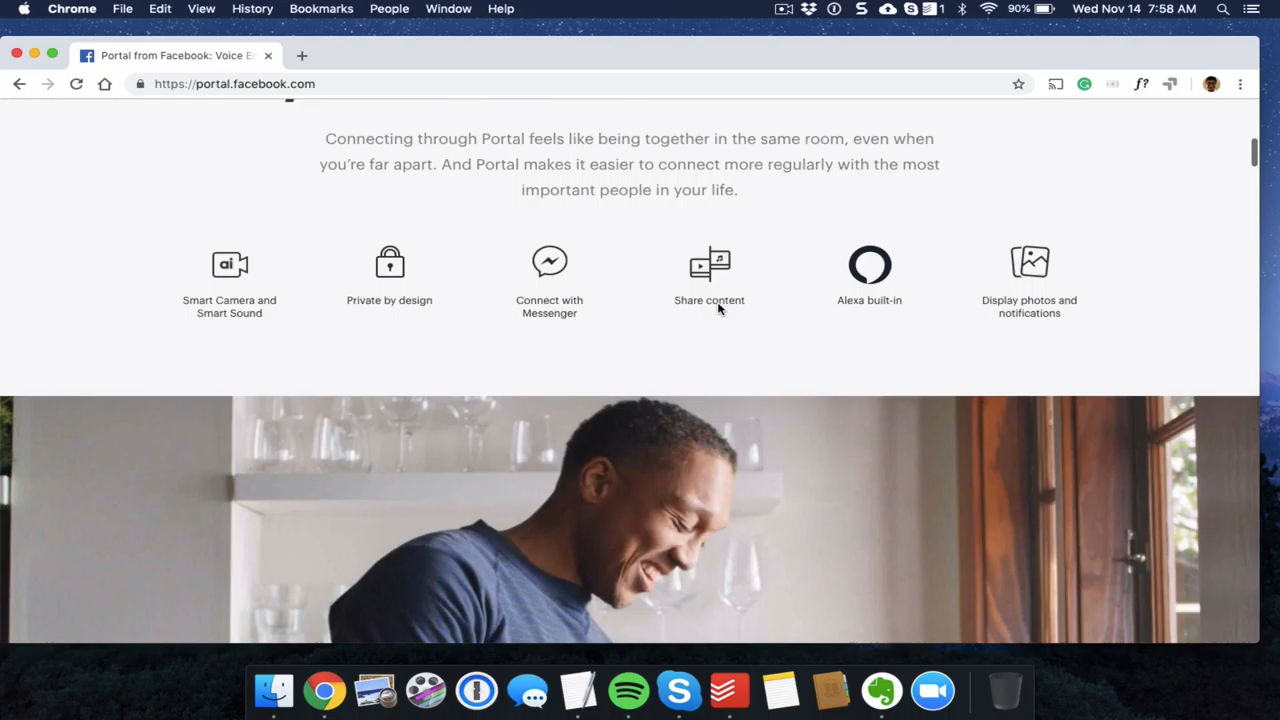 Chrome File Edit View History Bookmarks People Window Help 1 90% Wed Nov 14 7:58 AM
Portal from Facebook: Voice
https://portal.facebook.com f?
Connecting through Portal feels like being together in the same room, even when
you're far apart. And Portal makes it easier to connect more regularly with the most
important people in your life.
ai
Smart Camera and
Smart Sound
Private by design
Connect with
Messenger
Share content
Alexa built-in
Display photos and
notifications